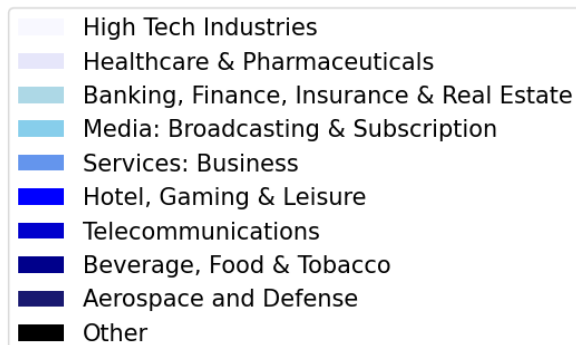 High Tech Industries
Healthcare & Pharmaceuticals
Banking, Finance, Insurance & Real Estate
Media: Broadcasting & Subscription
Services: Business
Hotel, Gaming & Leisure
Telecommunications
Beverage, Food & Tobacco
Aerospace and Defense
Other